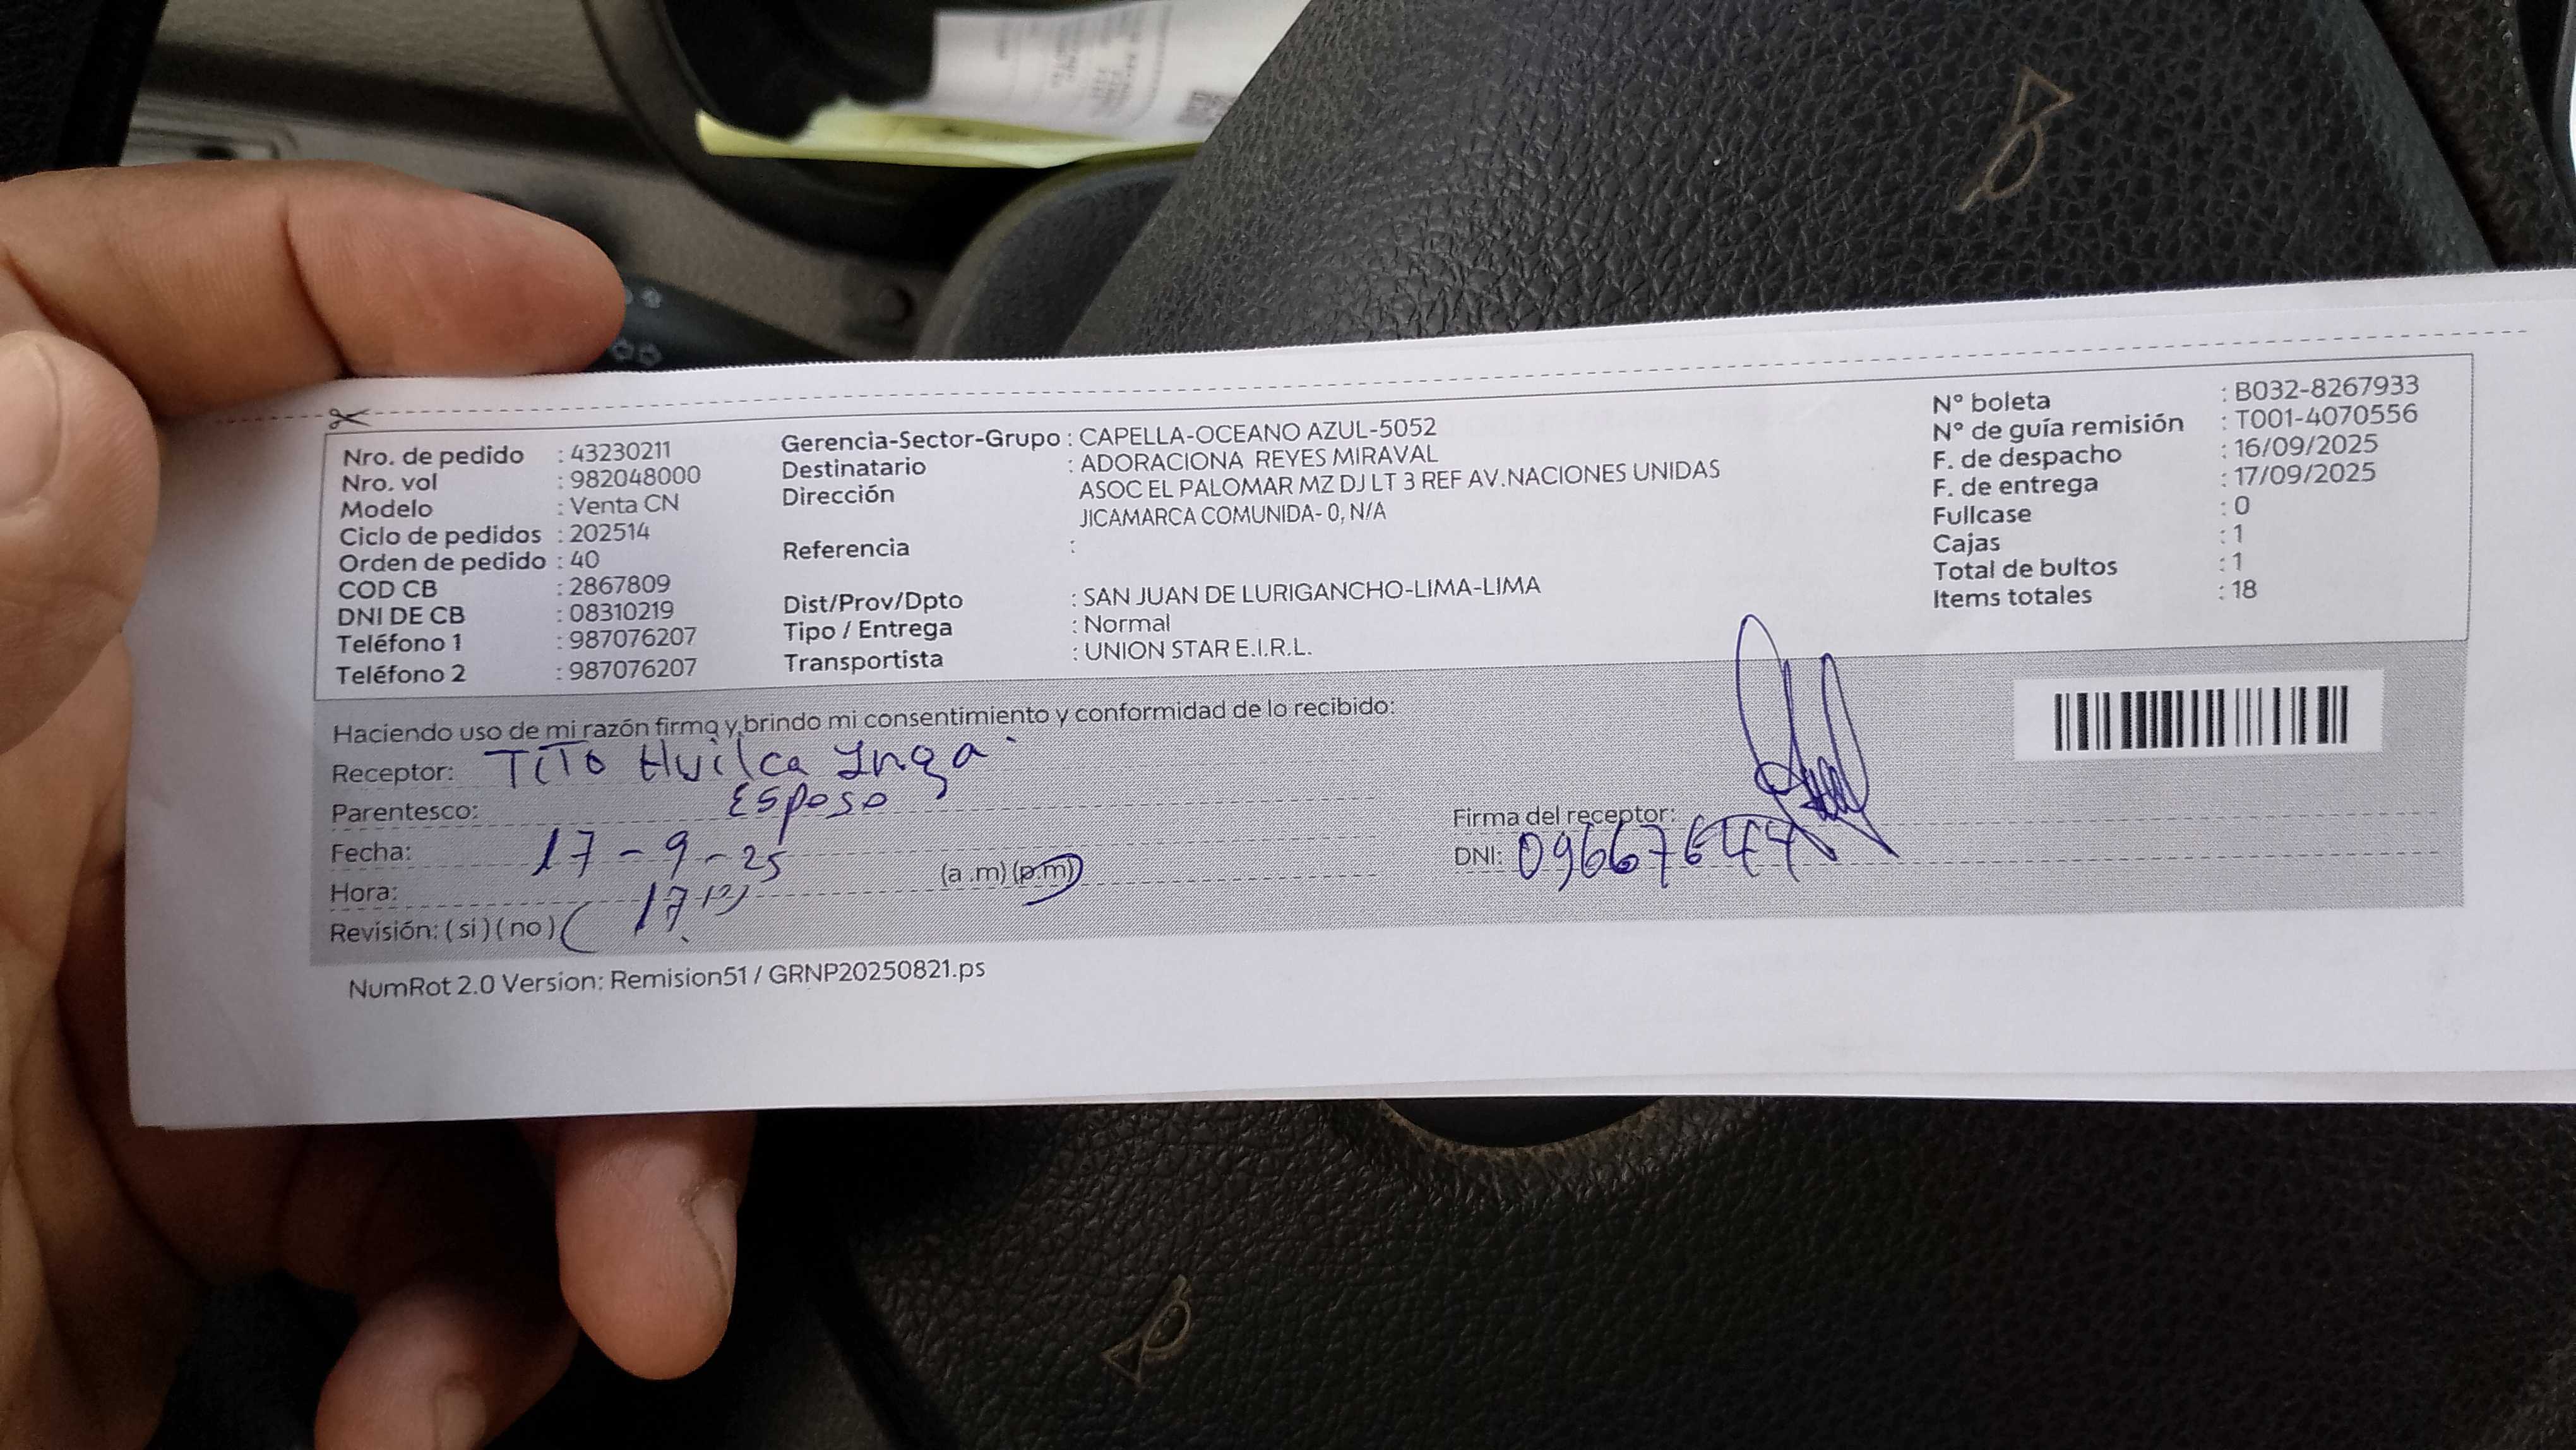 Nro. de pedido : 43230211
Nro. vol : 982048000
Modelo : Venta CN
Ciclo de pedidos : 202514
Orden de pedido : 40
COD CB : 2867809
DNI DE CB : 08310219
Teléfono 1 : 987076207
Teléfono 2 : 987076207
Gerencia-Sector-Grupo : CAPELLA-OCEANO AZUL-5052
Destinatario : ADORACIONA REYES MIRAVAL
Dirección ASOC EL PALOMAR MZ DJ LT 3 REF AV.NACIONES UNIDAS
JICAMARCA COMUNIDA- 0, N/A
Referencia :
Dist/Prov/Dpto : SAN JUAN DE LURIGANCHO-LIMA-LIMA
Tipo / Entrega : Normal
Transportista : UNION STAR E.I.R.L.
N° boleta : B032-8267933
N° de guía remisión : T001-4070556
F. de despacho : 16/09/2025
F. de entrega : 17/09/2025
Fullcase : 0
Cajas : 1
Total de bultos : 1
Items totales : 18
Haciendo uso de mi razón firmo y brindo mi consentimiento y conformidad de lo recibido:
Receptor: TITO Huilca Inga
Parentesco: Esposo
Fecha: 17-9-25
Hora: 17 (a .m) (p.m)
Revisión: ( si ) ( no )
Firma del receptor:
DNI:
NumRot 2.0 Version: Remision51 / GRNP20250821.ps